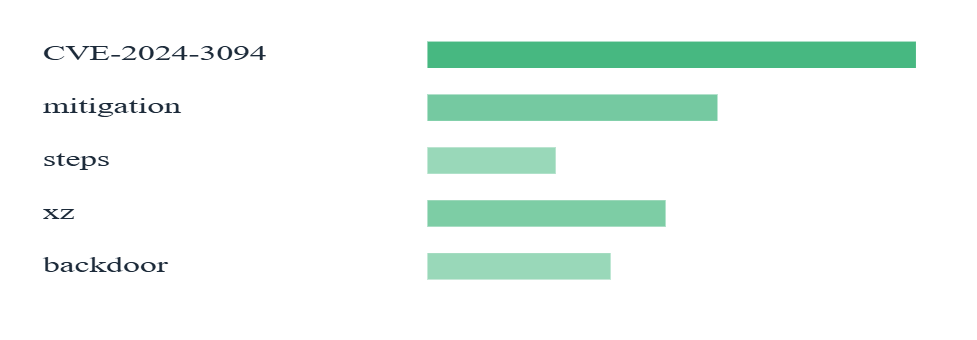 CVE-2024-3094
mitigation
steps
xz
backdoor